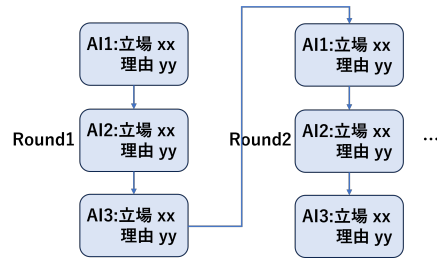 AI1:立場 xx
理由 yy
Round1
AI2:立場 xx
理由 yy
AI3:立場 xx
理由 yy
AI1:立場 xx
理由 yy
Round2
AI2:立場 xx
理由 yy
…
AI3:立場 xx
理由 yy